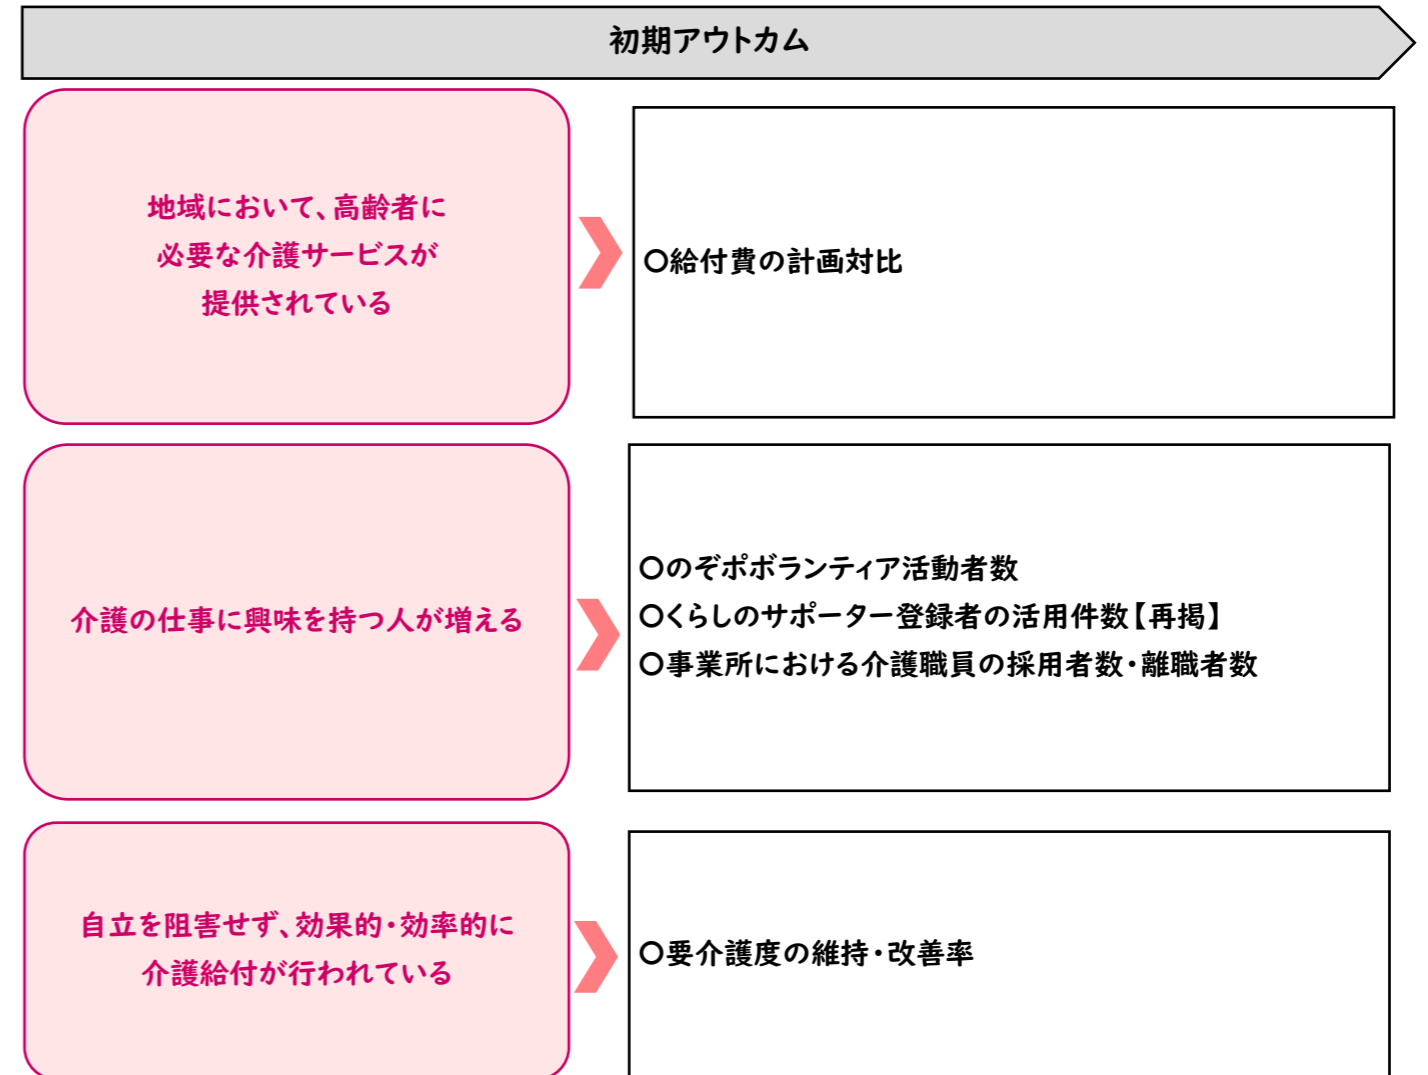 初期アウトカム
地域において、高齢者に
必要な介護サービスが
提供されている
〇給付費の計画対比
介護の仕事に興味を持つ人が増える
〇のぞポボランティア活動者数
〇くらしのサポーター登録者の活用件数【再掲】
〇事業所における介護職員の採用者数・離職者数
自立を阻害せず、効果的・効率的に
介護給付が行われている
〇要介護度の維持・改善率